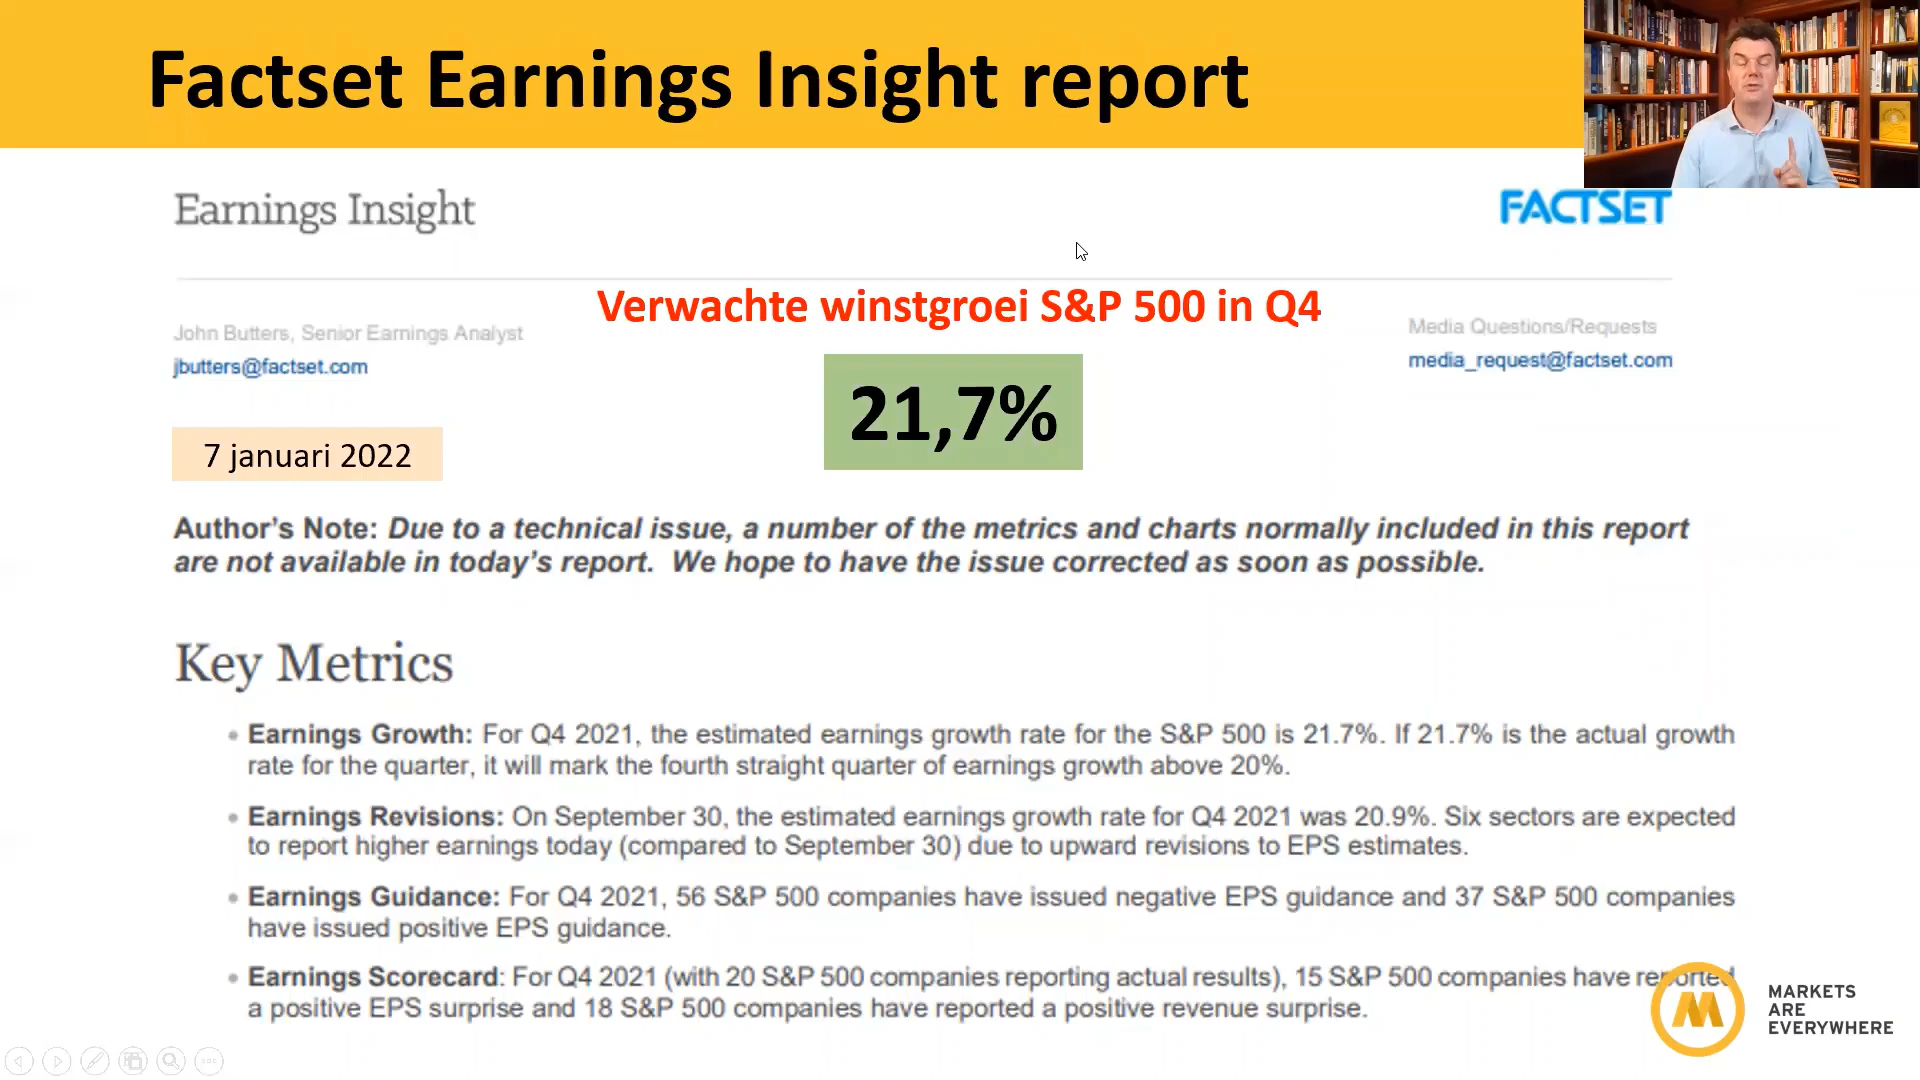 Factset Earnings Insight report
Earnings Insight
FACTSET
Verwachte winstgroei S&P 500 in Q4
John Butters, Senior Earnings Analyst
jbutters@factset.com
Media Questions/Requests
media_request@factset.com
21,7%
7 januari 2022
Author's Note: Due to a technical issue, a number of the metrics and charts normally included in this report
are not available in today's report. We hope to have the issue corrected as soon as possible.
Key Metrics
• Earnings Growth: For Q4 2021, the estimated earnings growth rate for the S&P 500 is 21.7%. If 21.7% is the actual growth
rate for the quarter, it will mark the fourth straight quarter of earnings growth above 20%.
• Earnings Revisions: On September 30, the estimated earnings growth rate for Q4 2021 was 20.9%. Six sectors are expected
to report higher earnings today (compared to September 30) due to upward revisions to EPS estimates.
• Earnings Guidance: For Q4 2021, 56 S&P 500 companies have issued negative EPS guidance and 37 S&P 500 companies
have issued positive EPS guidance.
• Earnings Scorecard: For Q4 2021 (with 20 S&P 500 companies reporting actual results), 15 S&P 500 companies have reported
a positive EPS surprise and 18 S&P 500 companies have reported a positive revenue surprise.
MARKETS
ARE
EVERYWHERE